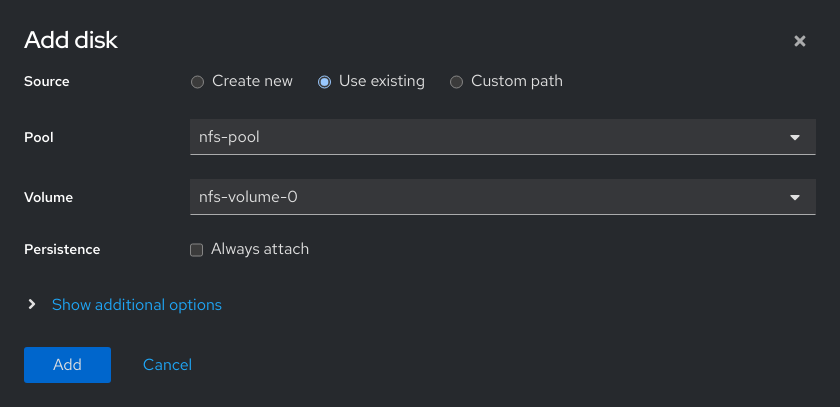 Add disk
Source Create new Use existing Custom path
Pool nfs-pool
Volume nfs-volume-0
Persistence Always attach
Show additional options
Add Cancel